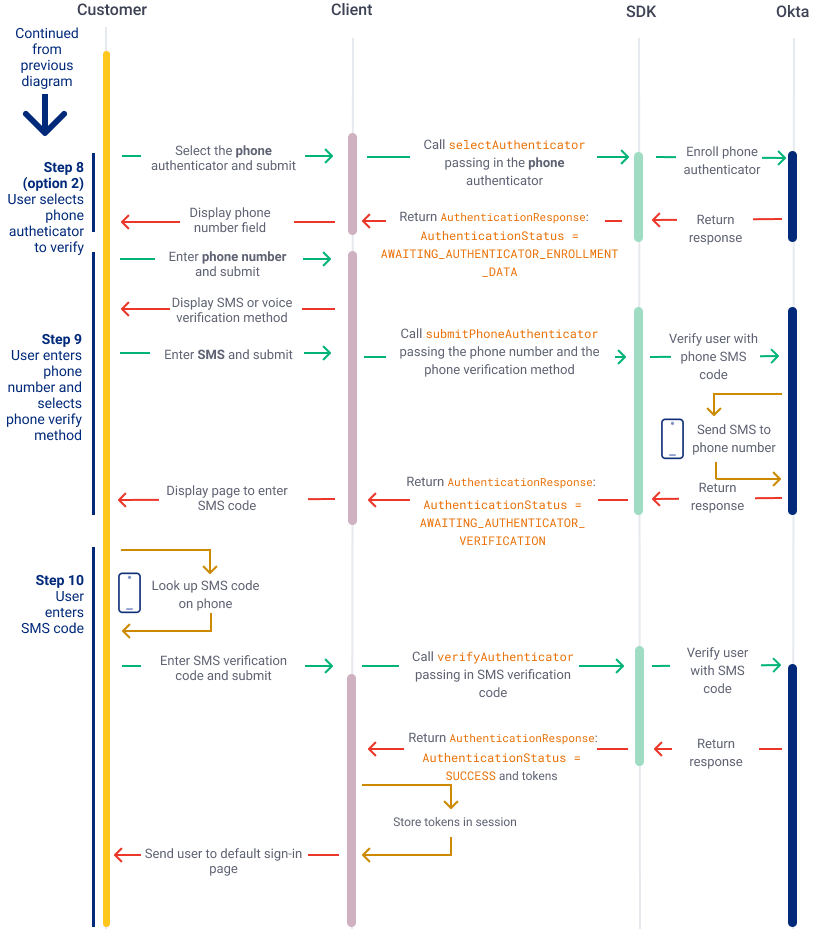 Customer
Client
SDK
Okta
Continued
from
previous
diagram
Step 8
(option 2)
User selects
phone
autheticator
to verify
Select the phone
authenticator and submit
Call selectAuthenticator
passing in the phone
authenticator
Enroll phone
authenticator
Display phone
number field
Return AuthenticationResponse:
AuthenticationStatus =
AWAITING_AUTHENTICATOR_ENROLLMENT
_DATA
Return
response
Step 9
User enters
phone
number and
selects
phone verify
method
Enter phone number
and submit
Display SMS or voice
verification method
Enter SMS and submit
Call submitPhoneAuthenticator
passing the phone number and the
phone verification method
Verify user with
phone SMS
code
Send SMS to
phone number
Display page to enter
SMS code
Return AuthenticationResponse:
AuthenticationStatus =
AWAITING_AUTHENTICATOR_
VERIFICATION
Return
response
Step 10
User
enters
SMS code
Look up SMS code
on phone
Enter SMS verification
code and submit
Call verifyAuthenticator
passing in SMS verification
code
Verify user
with SMS
code
Return AuthenticationResponse:
AuthenticationStatus =
SUCCESS and tokens
Return
response
Store tokens in session
Send user to default sign-in
page